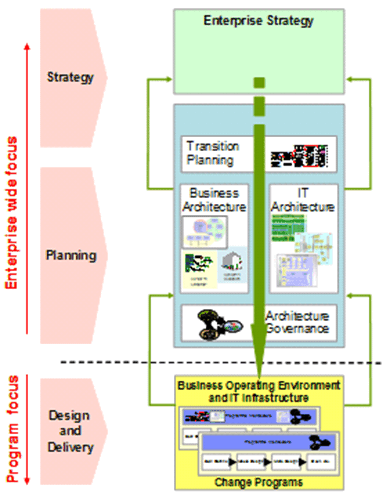 Enterprise Strategy
Strategy
Enterprise wide focus
Transition
Planning
Business
Architecture
IT
Architecture
Planning
Architecture
Governance
Program focus
Design
and
Delivery
Business Operating Environment
and IT Infrastructure
Change Programs